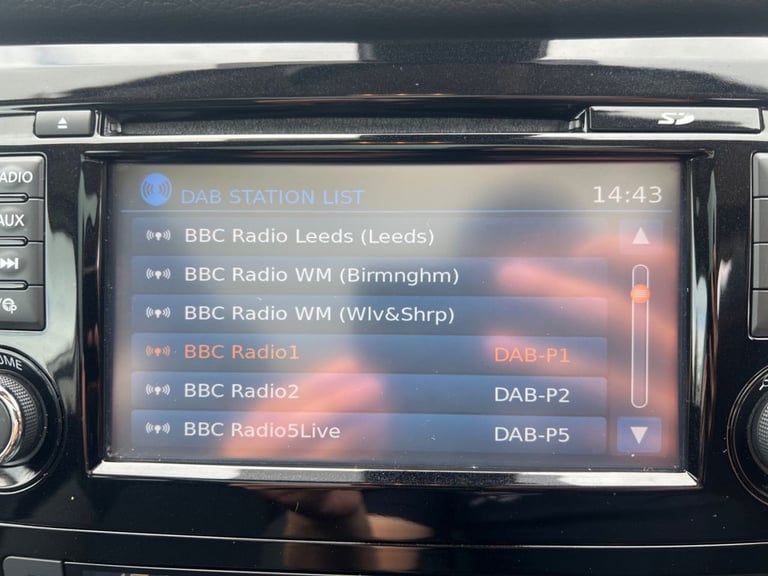 SD
RADIO
AUX
DAB STATION LIST 14:43
BBC Radio Leeds (Leeds)
BBC Radio WM (Birmnghm)
BBC Radio WM (Wlv&Shrp)
BBC Radio1 DAB-P1
BBC Radio2 DAB-P2
BBC Radio5Live DAB-P5